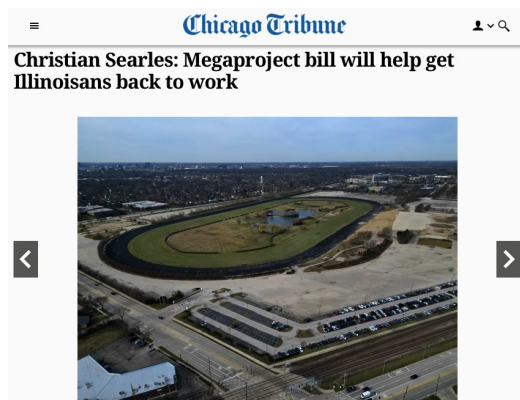 Chicago Tribune
Christian Searles: Megaproject bill will help get
Illinoisans back to work